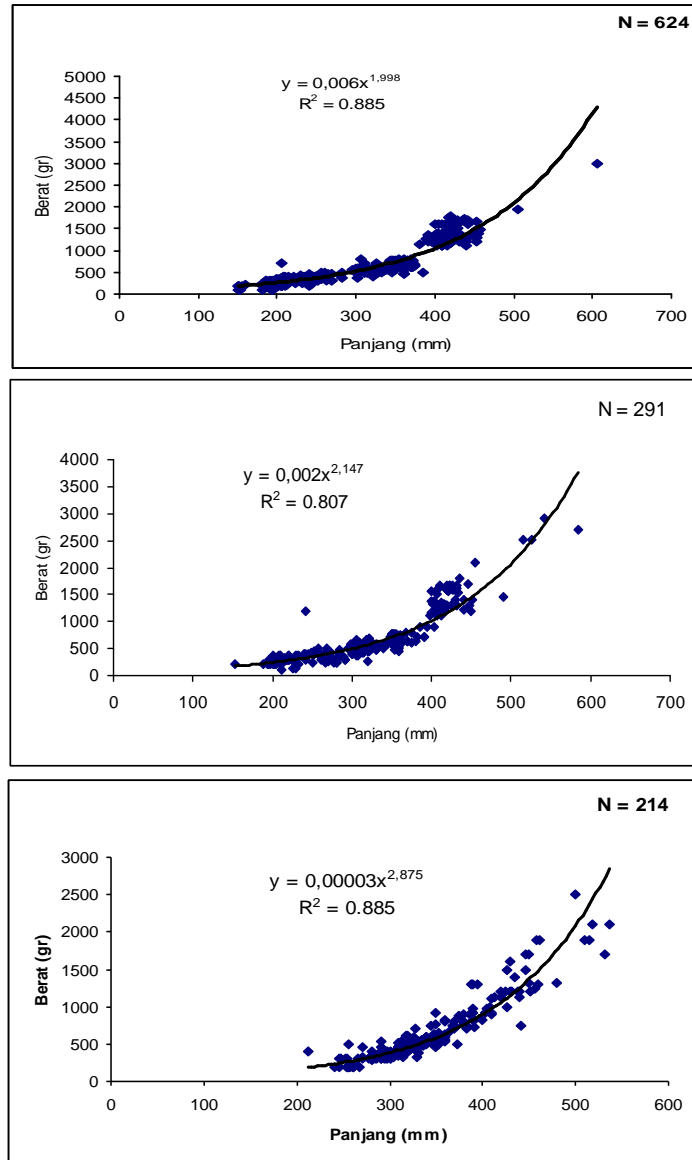 N = 624
y = 0,006x^1,998
R² = 0.885
Berat (gr)
5000
4500
4000
3500
3000
2500
2000
1500
1000
500
0
0 100 200 300 400 500 600 700
Panjang (mm)
N = 291
y = 0,002x^2,147
R² = 0.807
Berat (gr)
4000
3500
3000
2500
2000
1500
1000
500
0
0 100 200 300 400 500 600 700
Panjang (mm)
N = 214
y = 0,00003x^2,875
R² = 0.885
Berat (gr)
3000
2500
2000
1500
1000
500
0
0 100 200 300 400 500 600
Panjang (mm)